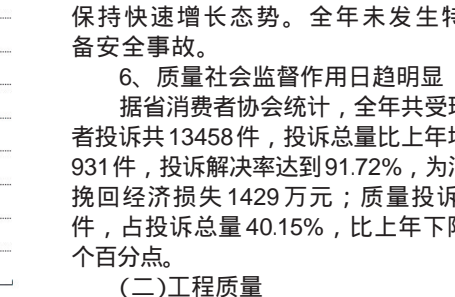 保持快速增长态势。全年未发生特
备安全事故。
6、质量社会监督作用日趋明显
据省消费者协会统计，全年共受理
者投诉共13458件，投诉总量比上年增
931件，投诉解决率达到91.72%，为消
挽回经济损失1429万元；质量投诉
件，占投诉总量40.15%，比上年下降
个百分点。
(二)工程质量